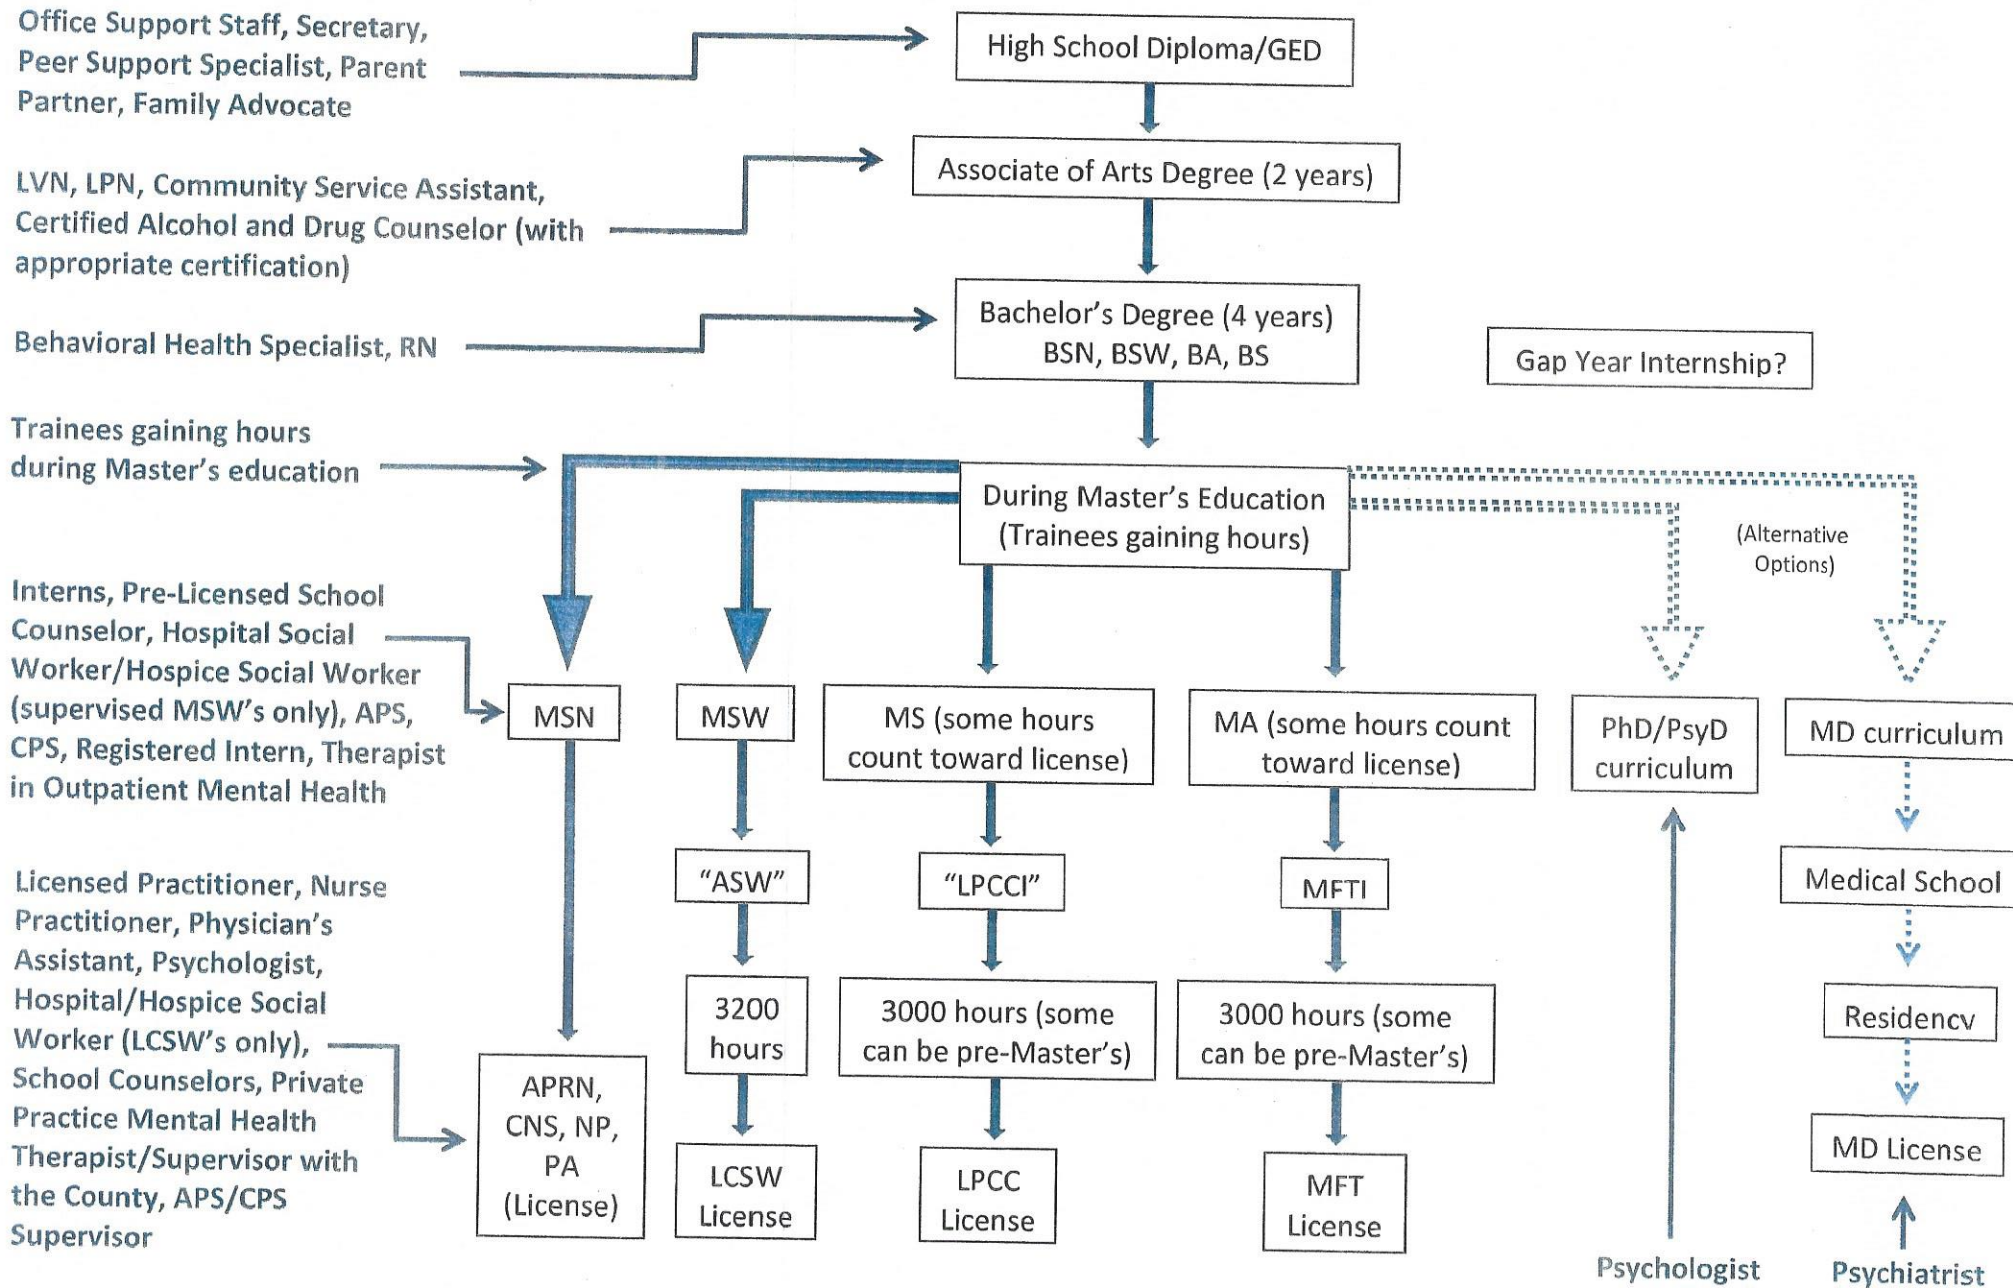 Office Support Staff, Secretary,
Peer Support Specialist, Parent
Partner, Family Advocate
High School Diploma/GED
LVN, LPN, Community Service Assistant,
Certified Alcohol and Drug Counselor (with
appropriate certification)
Associate of Arts Degree (2 years)
Behavioral Health Specialist, RN
Bachelor's Degree (4 years)
BSN, BSW, BA, BS
Gap Year Internship?
Trainees gaining hours
during Master's education
During Master's Education
(Trainees gaining hours)
(Alternative
Options)
Interns, Pre-Licensed School
Counselor, Hospital Social
Worker/Hospice Social Worker
(supervised MSW's only), APS,
CPS, Registered Intern, Therapist
in Outpatient Mental Health
MSN
MSW
MS (some hours
count toward license)
MA (some hours count
toward license)
PhD/PsyD
curriculum
MD curriculum
"ASW"
"LPCCI"
MFTI
Medical School
Licensed Practitioner, Nurse
Practitioner, Physician's
Assistant, Psychologist,
Hospital/Hospice Social
Worker (LCSW's only),
School Counselors, Private
Practice Mental Health
Therapist/Supervisor with
the County, APS/CPS
Supervisor
3200
hours
3000 hours (some
can be pre-Master's)
3000 hours (some
can be pre-Master's)
Residency
APRN,
CNS, NP,
PA
(License)
LCSW
License
LPCC
License
MFT
License
MD License
Psychologist
Psychiatrist